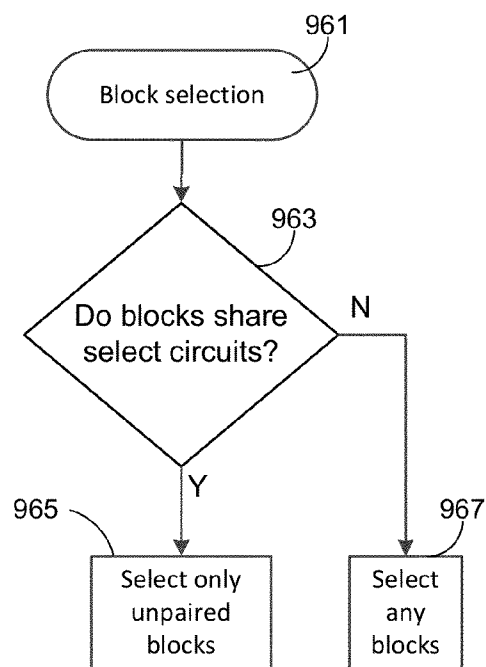 961
Block selection
963
Do blocks share
select circuits?
N
Y
965
967
Select only
unpaired
blocks
Select
any
blocks